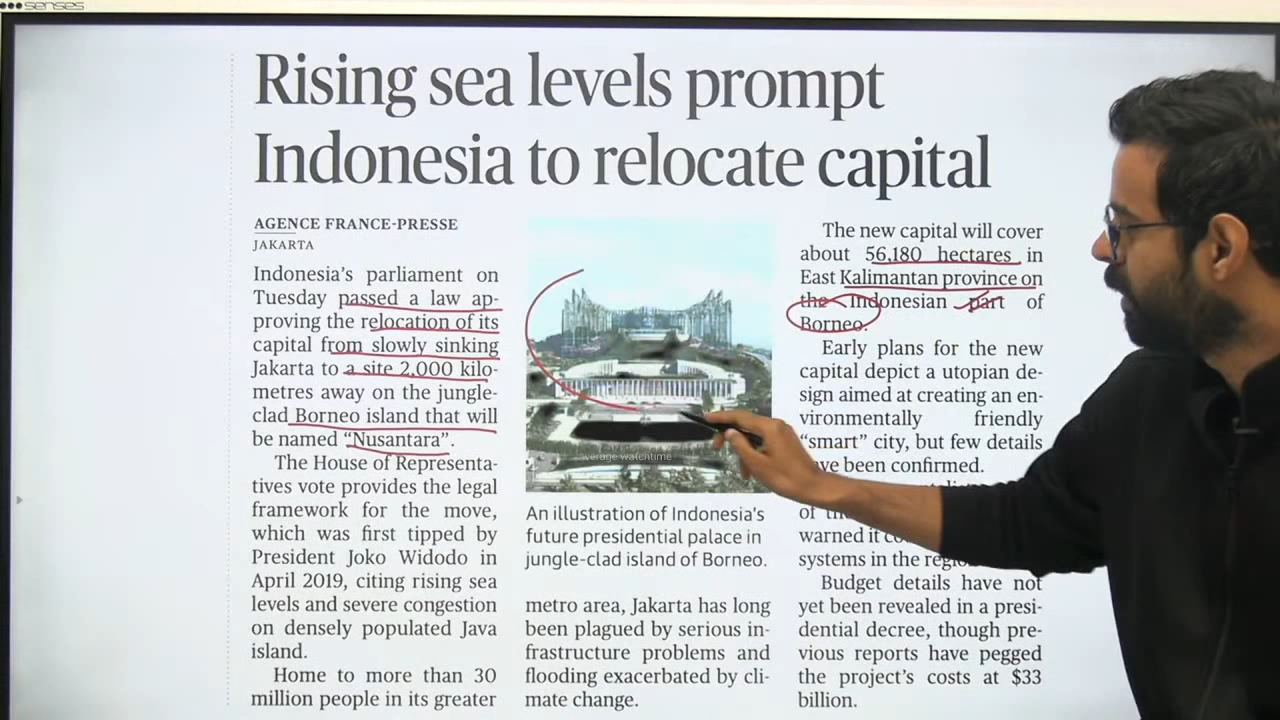 senses
Rising sea levels prompt
Indonesia to relocate capital
AGENCE FRANCE-PRESSE
JAKARTA
Indonesia's parliament on
Tuesday passed a law ap-
proving the relocation of its
capital from slowly sinking
Jakarta to a site 2,000 kilo-
metres away on the jungle-
clad Borneo island that will
be named “Nusantara”.
The House of Representa-
tives vote provides the legal
framework for the move,
which was first tipped by
President Joko Widodo in
April 2019, citing rising sea
levels and severe congestion
on densely populated Java
island.
Home to more than 30
million people in its greater
average watchtime
An illustration of Indonesia's
future presidential palace in
jungle-clad island of Borneo.
metro area, Jakarta has long
been plagued by serious in-
frastructure problems and
flooding exacerbated by cli-
mate change.
The new capital will cover
about 56,180 hectares in
East Kalimantan province on
the Indonesian part of
Borneo.
Early plans for the new
capital depict a utopian de-
sign aimed at creating an en-
vironmentally friendly
“smart” city, but few details
have been confirmed.
of
warned it
systems in the
Budget details have not
yet been revealed in a presi-
dential decree, though pre-
vious reports have pegged
the project's costs at $33
billion.